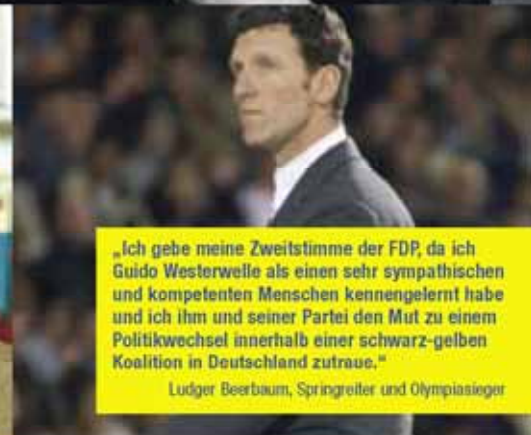 „Ich gebe meine Zweitstimme der FDP, da ich
Guido Westerwelle als einen sehr sympathischen
und kompetenten Menschen kennengelernt habe
und ich ihm und seiner Partei den Mut zu einem
Politikwechsel innerhalb einer schwarz-gelben
Koalition in Deutschland zutraue.“
Ludger Beerbaum, Springreiter und Olympiasieger